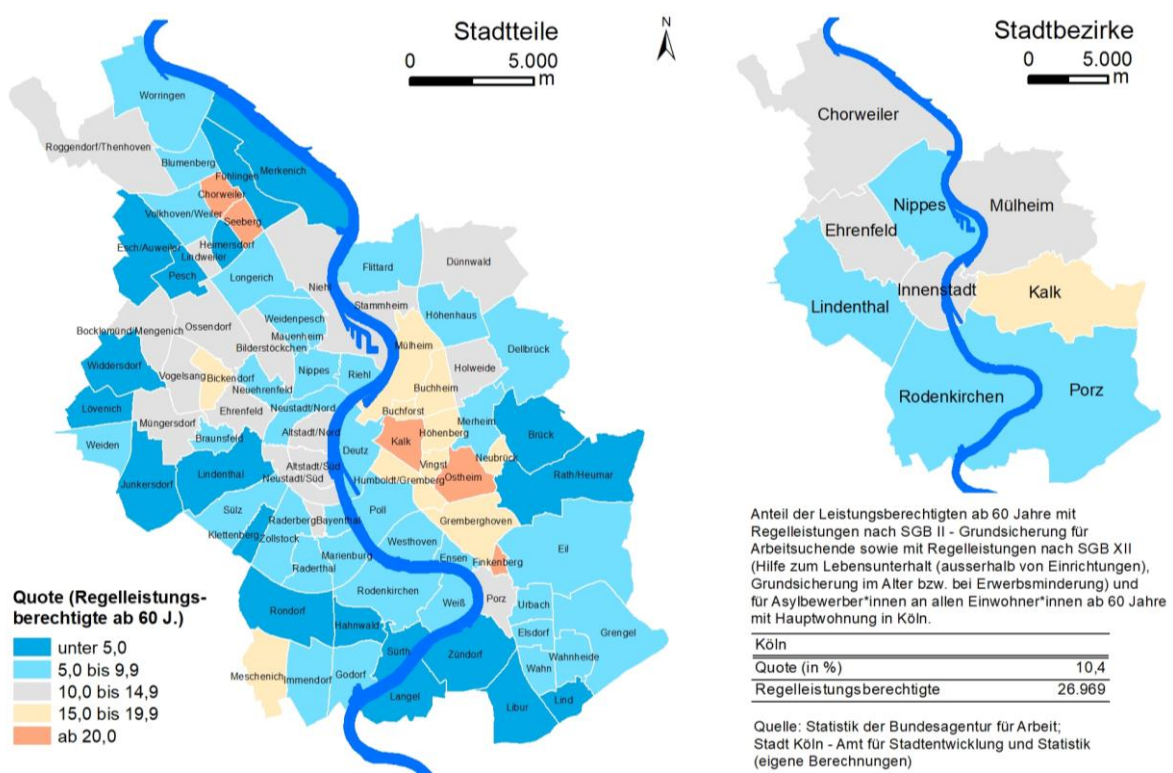 Stadtteile
0 5.000
m
N
Worringen
Roggendorf/Thenhoven
Blumenberg
Fühlingen
Merkenich
Chorweiler
Volkhoven/Weiler
Seeberg
Esch/Auweiler
Heimersdorf
Lindweiler
Pesch
Longerich
Niehl
Flittard
Dünnwald
Stammheim
Höhenhaus
Bocklemünd/Mengenich
Ossendorf
Weidenpesch
Mauenheim
Bilderstöckchen
Mülheim
Dellbrück
Holweide
Widdersdorf
Vogelsang
Bickendorf
Nippes
Riehl
Buchheim
Neuehrenfeld
Lövenich
Ehrenfeld
Neustadt/Nord
Buchforst
Müngersdorf
Merheim
Weiden
Braunsfeld
Altstadt/Nord
Kalk
Höhenberg
Brück
Deutz
Vingst
Neubrück
Lindenthal
Altstadt/Süd
Neustadt/Süd
Humboldt/Gremberg
Ostheim
Rath/Heumar
Junkersdorf
Sülz
Raderberg
Bayenthal
Poll
Gremberghoven
Klettenberg
Zollstock
Westhoven
Marienburg
Raderthal
Ensen
Finkenberg
Eil
Rodenkirchen
Weiß
Porz
Rondorf
Hahnwald
Urbach
Elsdorf
Grengel
Sürth
Zündorf
Wahn
Wahnheide
Meschenich
Immendorf
Godorf
Langel
Libur
Lind
Quote (Regelleistungs-
berechtigte ab 60 J.)
unter 5,0
5,0 bis 9,9
10,0 bis 14,9
15,0 bis 19,9
ab 20,0
Stadtbezirke
0 5.000
m
Chorweiler
Nippes
Mülheim
Ehrenfeld
Innenstadt
Kalk
Lindenthal
Rodenkirchen
Porz
Anteil der Leistungsberechtigten ab 60 Jahre mit
Regelleistungen nach SGB II - Grundsicherung für
Arbeitsuchende sowie mit Regelleistungen nach SGB XII
(Hilfe zum Lebensunterhalt (ausserhalb von Einrichtungen),
Grundsicherung im Alter bzw. bei Erwerbsminderung) und
für Asylbewerber*innen an allen Einwohner*innen ab 60 Jahre
mit Hauptwohnung in Köln.
Köln
Quote (in %) 10,4
Regelleistungsberechtigte 26.969
Quelle: Statistik der Bundesagentur für Arbeit;
Stadt Köln - Amt für Stadtentwicklung und Statistik
(eigene Berechnungen)